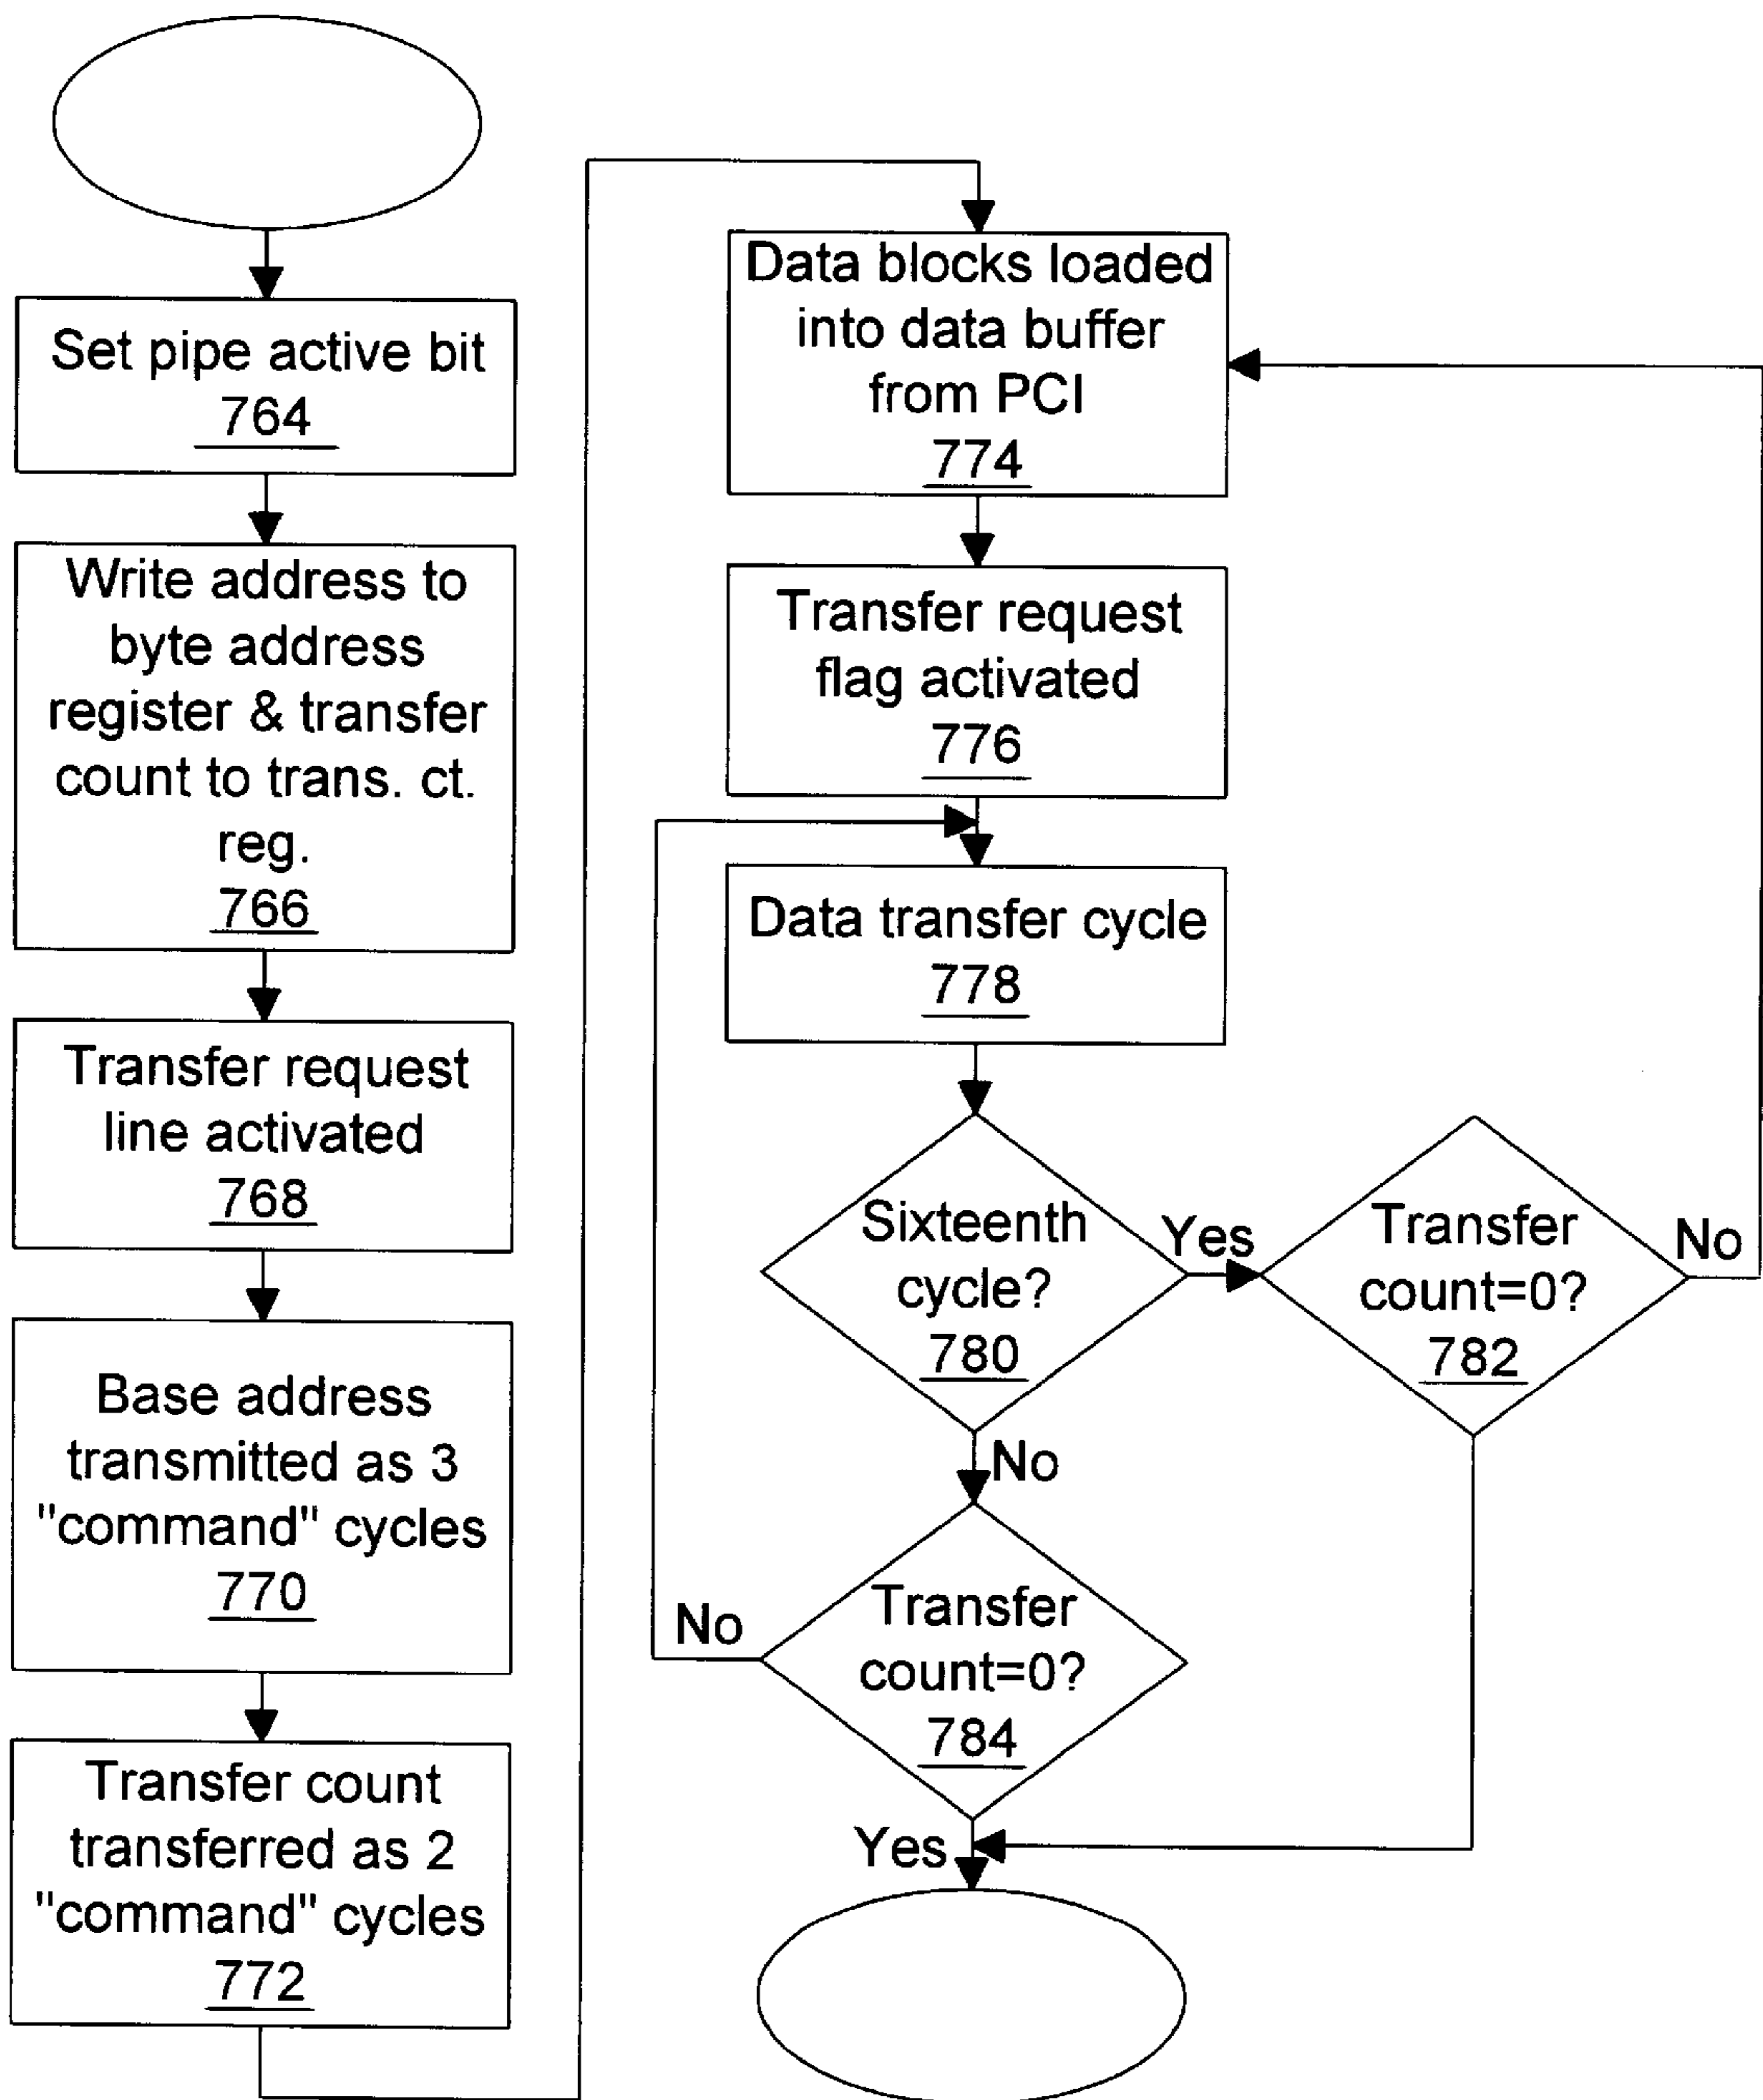 Set pipe active bit
764
Write address to
byte address
register & transfer
count to trans. ct.
reg.
766
Transfer request
line activated
768
Base address
transmitted as 3
"command" cycles
770
Transfer count
transferred as 2
"command" cycles
772
Data blocks loaded
into data buffer
from PCI
774
Transfer request
flag activated
776
Data transfer cycle
778
Sixteenth
cycle?
780
Yes
No
Transfer
count=0?
782
No
Transfer
count=0?
784
No
Yes